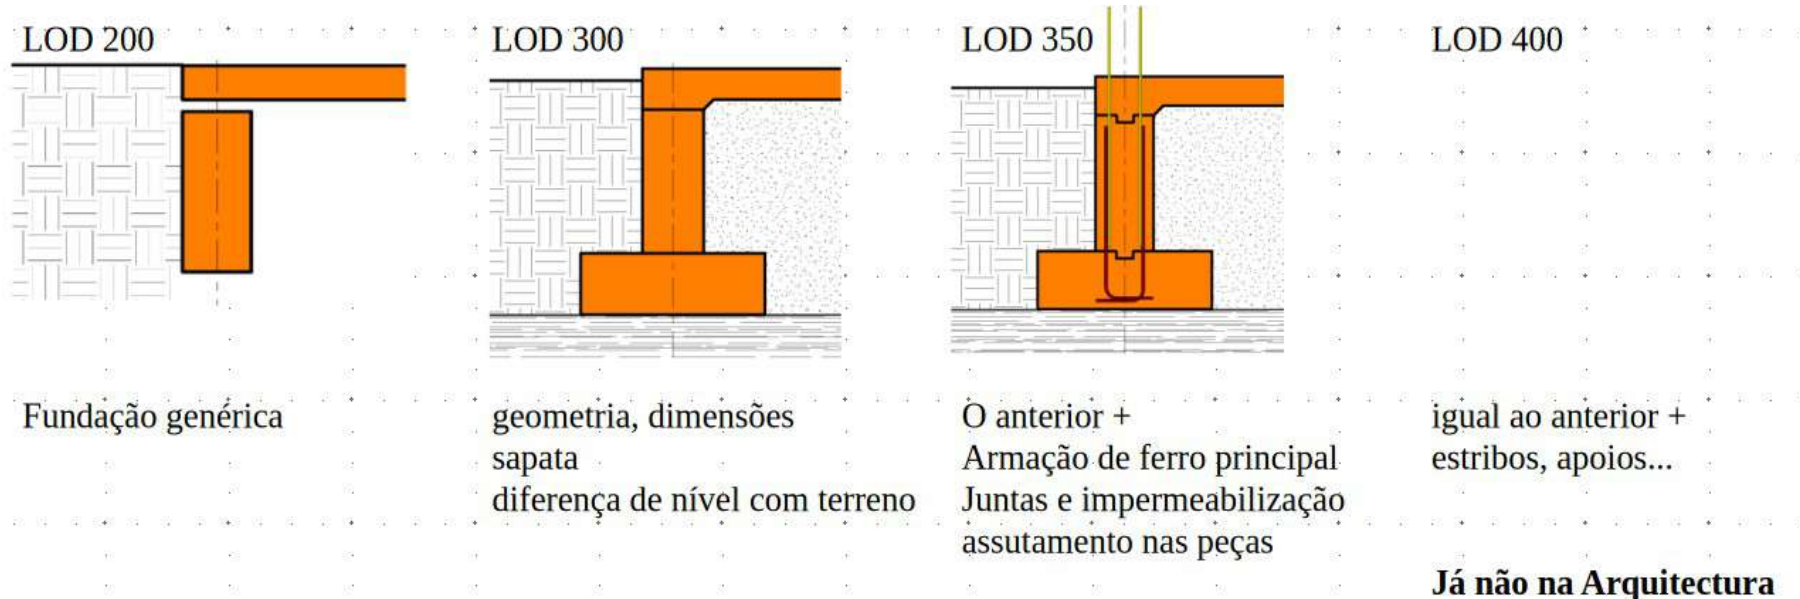 LOD 200
LOD 300
LOD 350
LOD 400
Fundação genérica
geometria, dimensões
sapata
diferença de nível com terreno
O anterior +
Armação de ferro principal
Juntas e impermeabilização
assutamento nas peças
igual ao anterior +
estribos, apoios...
Já não na Arquitectura